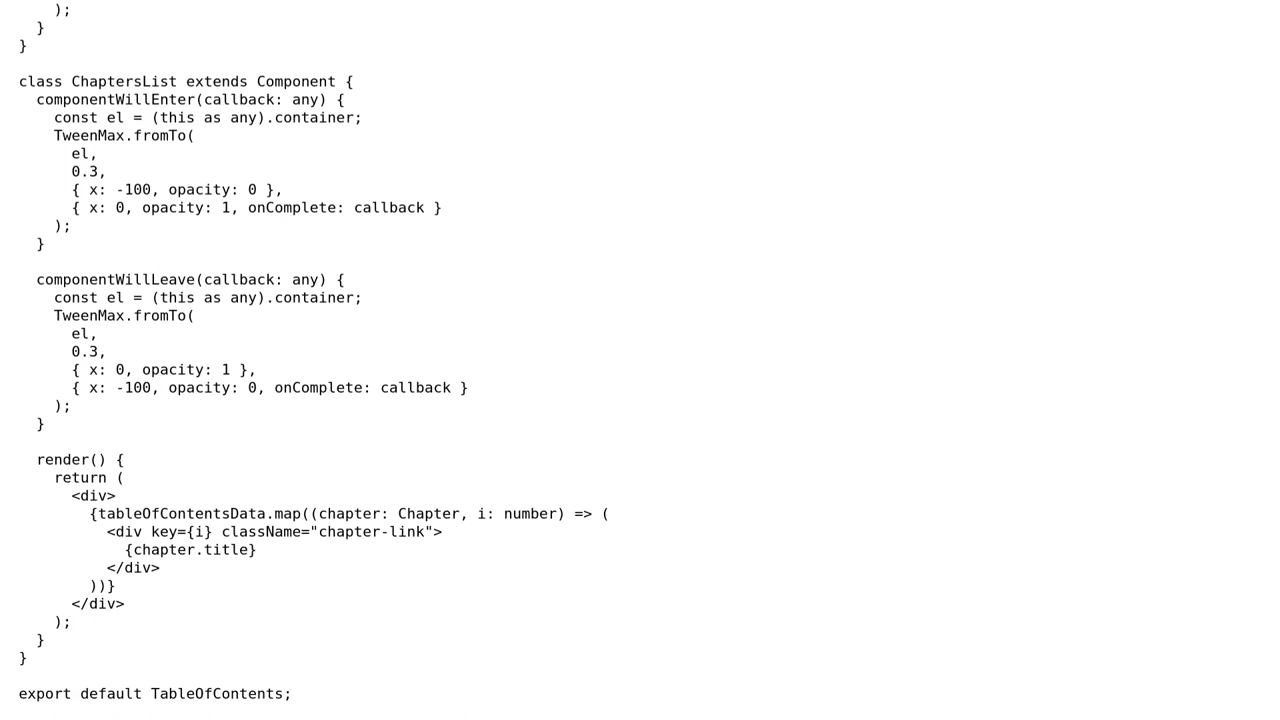 );
  }
}

class ChaptersList extends Component {
  componentWillEnter(callback: any) {
    const el = (this as any).container;
    TweenMax.fromTo(
      el,
      0.3,
      { x: -100, opacity: 0 },
      { x: 0, opacity: 1, onComplete: callback }
    );
  }

  componentWillLeave(callback: any) {
    const el = (this as any).container;
    TweenMax.fromTo(
      el,
      0.3,
      { x: 0, opacity: 1 },
      { x: -100, opacity: 0, onComplete: callback }
    );
  }

  render() {
    return (
      <div>
        {tableOfContentsData.map((chapter: Chapter, i: number) => (
          <div key={i} className="chapter-link">
            {chapter.title}
          </div>
        ))}
      </div>
    );
  }
}

export default TableOfContents;